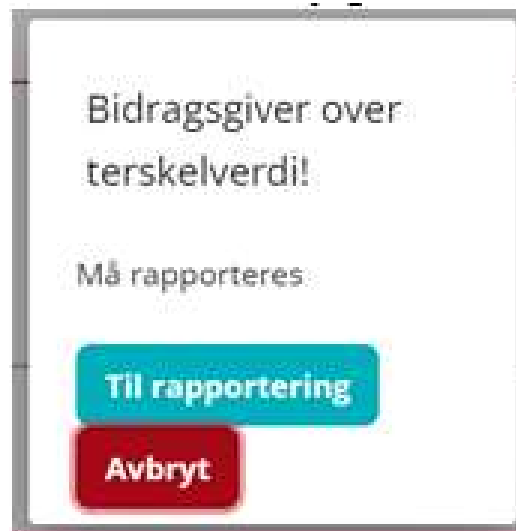 Bidragsgiver over
terskelverdi!
Må rapporteres
Til rapportering
Avbryt